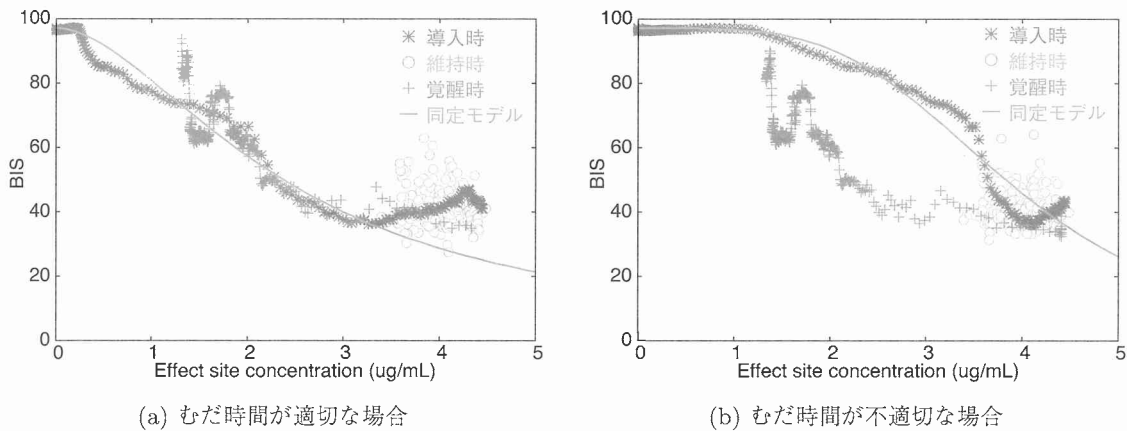 100
80
60
40
20
0
BIS
0 1 2 3 4 5
Effect site concentration (ug/mL)
導入時
維持時
覚醒時
同定モデル
(a) むだ時間が適切な場合
100
80
60
40
20
0
BIS
0 1 2 3 4 5
Effect site concentration (ug/mL)
導入時
維持時
覚醒時
同定モデル
(b) むだ時間が不適切な場合